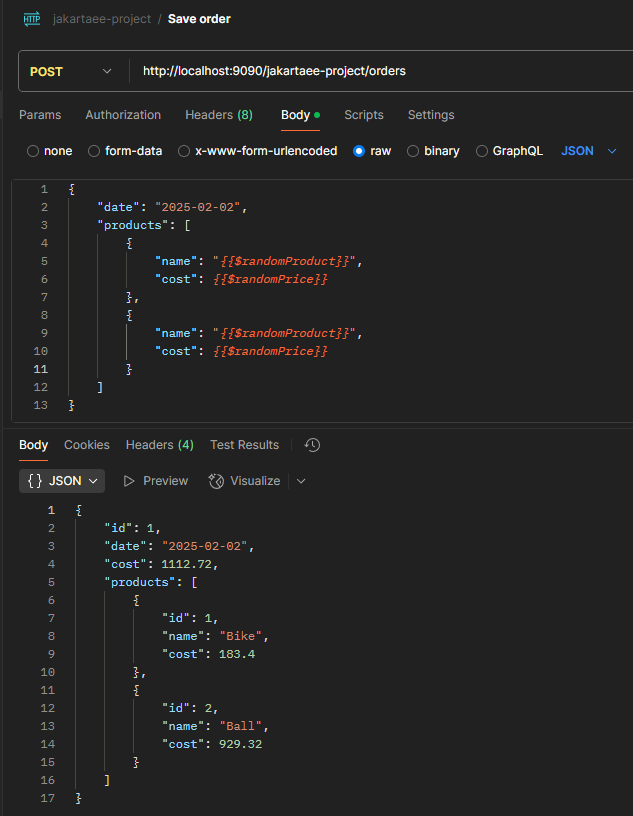 HTTP jakartaee-project / Save order
POST http://localhost:9090/jakartaee-project/orders
Params Authorization Headers (8) Body Scripts Settings
none form-data x-www-form-urlencoded raw binary GraphQL JSON
1 {
2 "date": "2025-02-02",
3 "products": [
4 {
5 "name": "{{$randomProduct}}",
6 "cost": {{$randomPrice}}
7 },
8 {
9 "name": "{{$randomProduct}}",
10 "cost": {{$randomPrice}}
11 }
12 ]
13 }
Body Cookies Headers (4) Test Results
{} JSON Preview Visualize
1 {
2 "id": 1,
3 "date": "2025-02-02",
4 "cost": 1112.72,
5 "products": [
6 {
7 "id": 1,
8 "name": "Bike",
9 "cost": 183.4
10 },
11 {
12 "id": 2,
13 "name": "Ball",
14 "cost": 929.32
15 }
16 ]
17 }